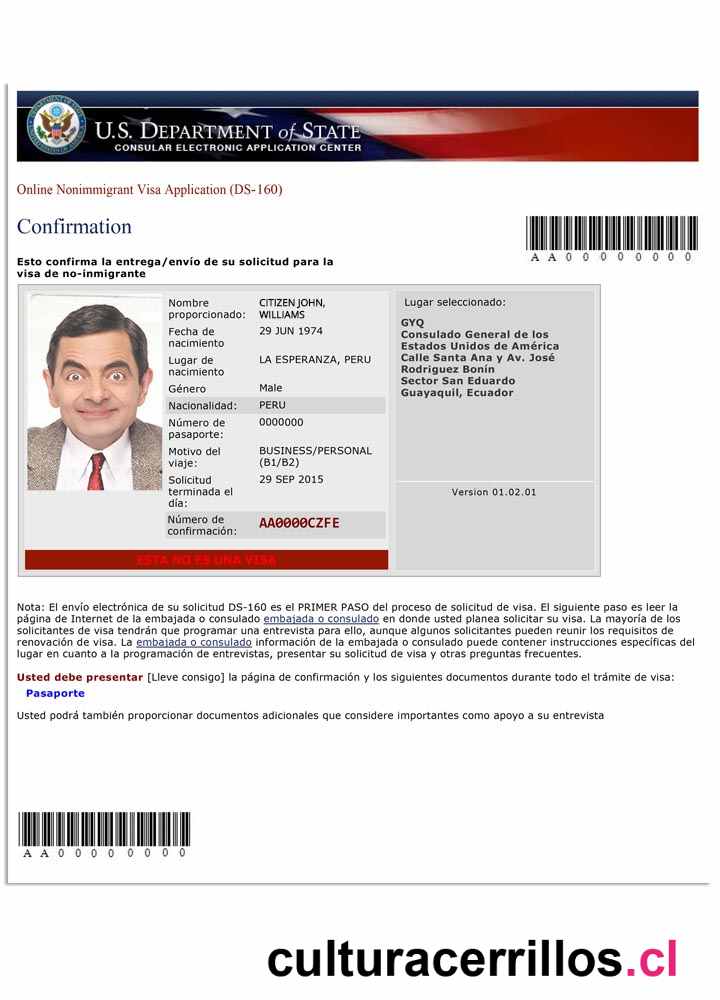 U.S. DEPARTMENT of STATE
CONSULAR ELECTRONIC APPLICATION CENTER
Online Nonimmigrant Visa Application (DS-160)
Confirmation
AA00000000
Esto confirma la entrega/envío de su solicitud para la
visa de no-inmigrante
Nombre
proporcionado:
CITIZEN JOHN,
WILLIAMS
Fecha de
nacimiento
29 JUN 1974
Lugar de
nacimiento
LA ESPERANZA, PERU
Género
Male
Nacionalidad:
PERU
Número de
pasaporte:
0000000
Motivo del
viaje:
BUSINESS/PERSONAL
(B1/B2)
Solicitud
terminada el
día:
29 SEP 2015
Número de
confirmación:
AA0000CZFE
ESTA NO ES UNA VISA
Lugar seleccionado:
GYQ
Consulado General de los
Estados Unidos de América
Calle Santa Ana y Av. José
Rodriguez Bonín
Sector San Eduardo
Guayaquil, Ecuador
Version 01.02.01
Nota: El envío electrónica de su solicitud DS-160 es el PRIMER PASO del proceso de solicitud de visa. El siguiente paso es leer la
página de Internet de la embajada o consulado embajada o consulado en donde usted planea solicitar su visa. La mayoría de los
solicitantes de visa tendrán que programar una entrevista para ello, aunque algunos solicitantes pueden reunir los requisitos de
renovación de visa. La embajada o consulado información de la embajada o consulado puede contener instrucciones específicas del
lugar en cuanto a la programación de entrevistas, presentar su solicitud de visa y otras preguntas frecuentes.
Usted debe presentar [Lleve consigo] la página de confirmación y los siguientes documentos durante todo el trámite de visa:
Pasaporte
Usted podrá también proporcionar documentos adicionales que considere importantes como apoyo a su entrevista
AA00000000
culturacerrillos.cl